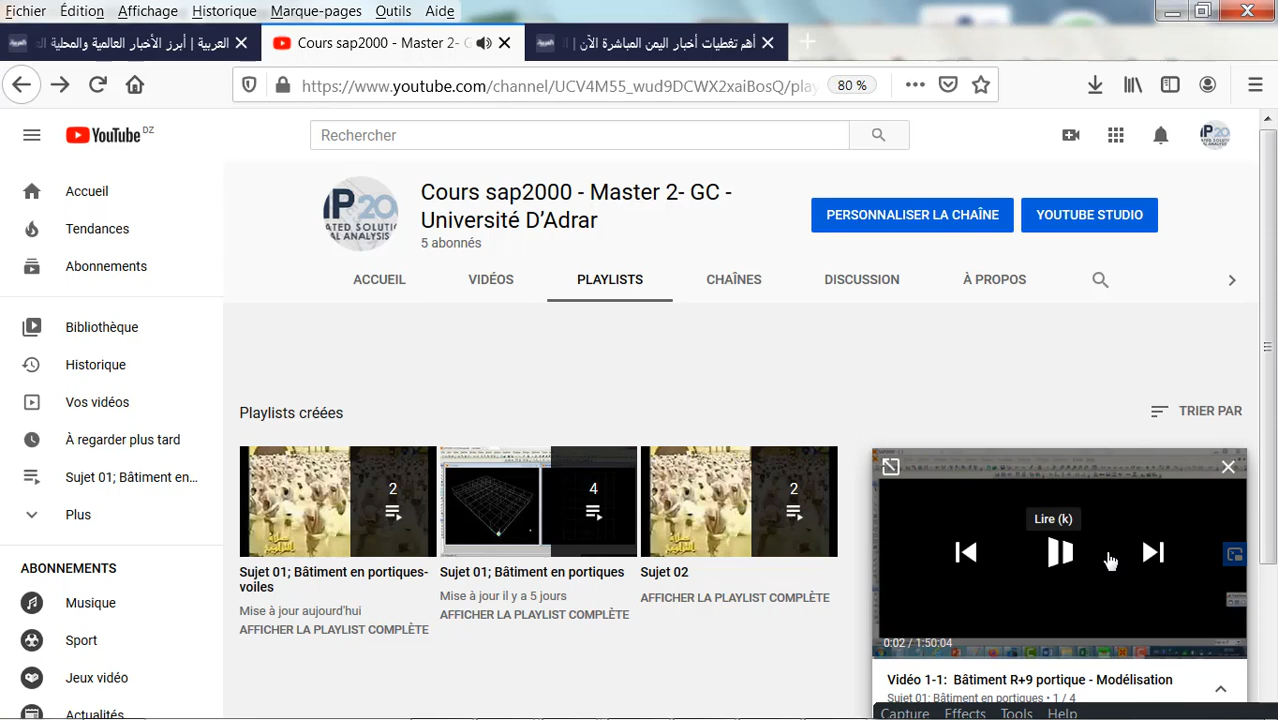 Fichier Édition Affichage Historique Marque-pages Outils Aide
العربية | أبرز الأخبار العالمية والمحلية
Cours sap2000 - Master 2- G
أهم تغطيات أخبار اليمن المباشرة الآن |
https://www.youtube.com/channel/UCV4M55_wud9DCWX2xaiBosQ/play
80 %
YouTube DZ
Rechercher
Accueil
Tendances
Abonnements
Bibliothèque
Historique
Vos vidéos
À regarder plus tard
Sujet 01; Bâtiment en...
Plus
ABONNEMENTS
Musique
Sport
Jeux vidéo
Actualités
Cours sap2000 - Master 2- GC -
Université D'Adrar
5 abonnés
PERSONNALISER LA CHAÎNE
YOUTUBE STUDIO
ACCUEIL VIDÉOS PLAYLISTS CHAÎNES DISCUSSION À PROPOS
Playlists créées
TRIER PAR
2
Sujet 01; Bâtiment en portiques-
voiles
Mise à jour aujourd'hui
AFFICHER LA PLAYLIST COMPLÈTE
4
Sujet 01; Bâtiment en portiques
Mise à jour il y a 5 jours
AFFICHER LA PLAYLIST COMPLÈTE
2
Sujet 02
AFFICHER LA PLAYLIST COMPLÈTE
Lire (k)
0:02 / 1:50:04
Vidéo 1-1: Bâtiment R+9 portique - Modélisation
Sujet 01: Bâtiment en portiques • 1 / 4
Capture Effects Tools Help